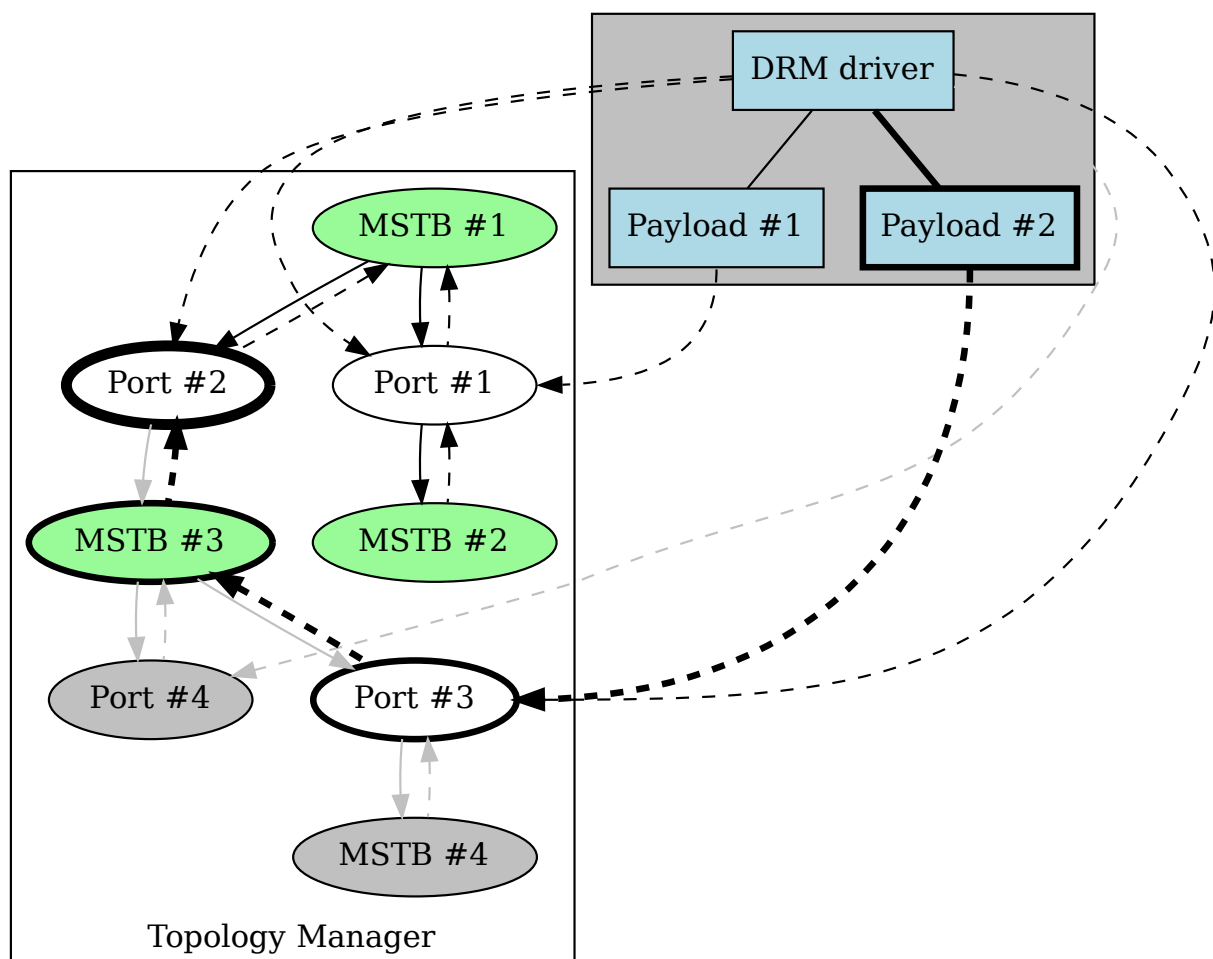 DRM driver
Payload #1
Payload #2
MSTB #1
Port #2
Port #1
MSTB #3
MSTB #2
Port #4
Port #3
MSTB #4
Topology Manager